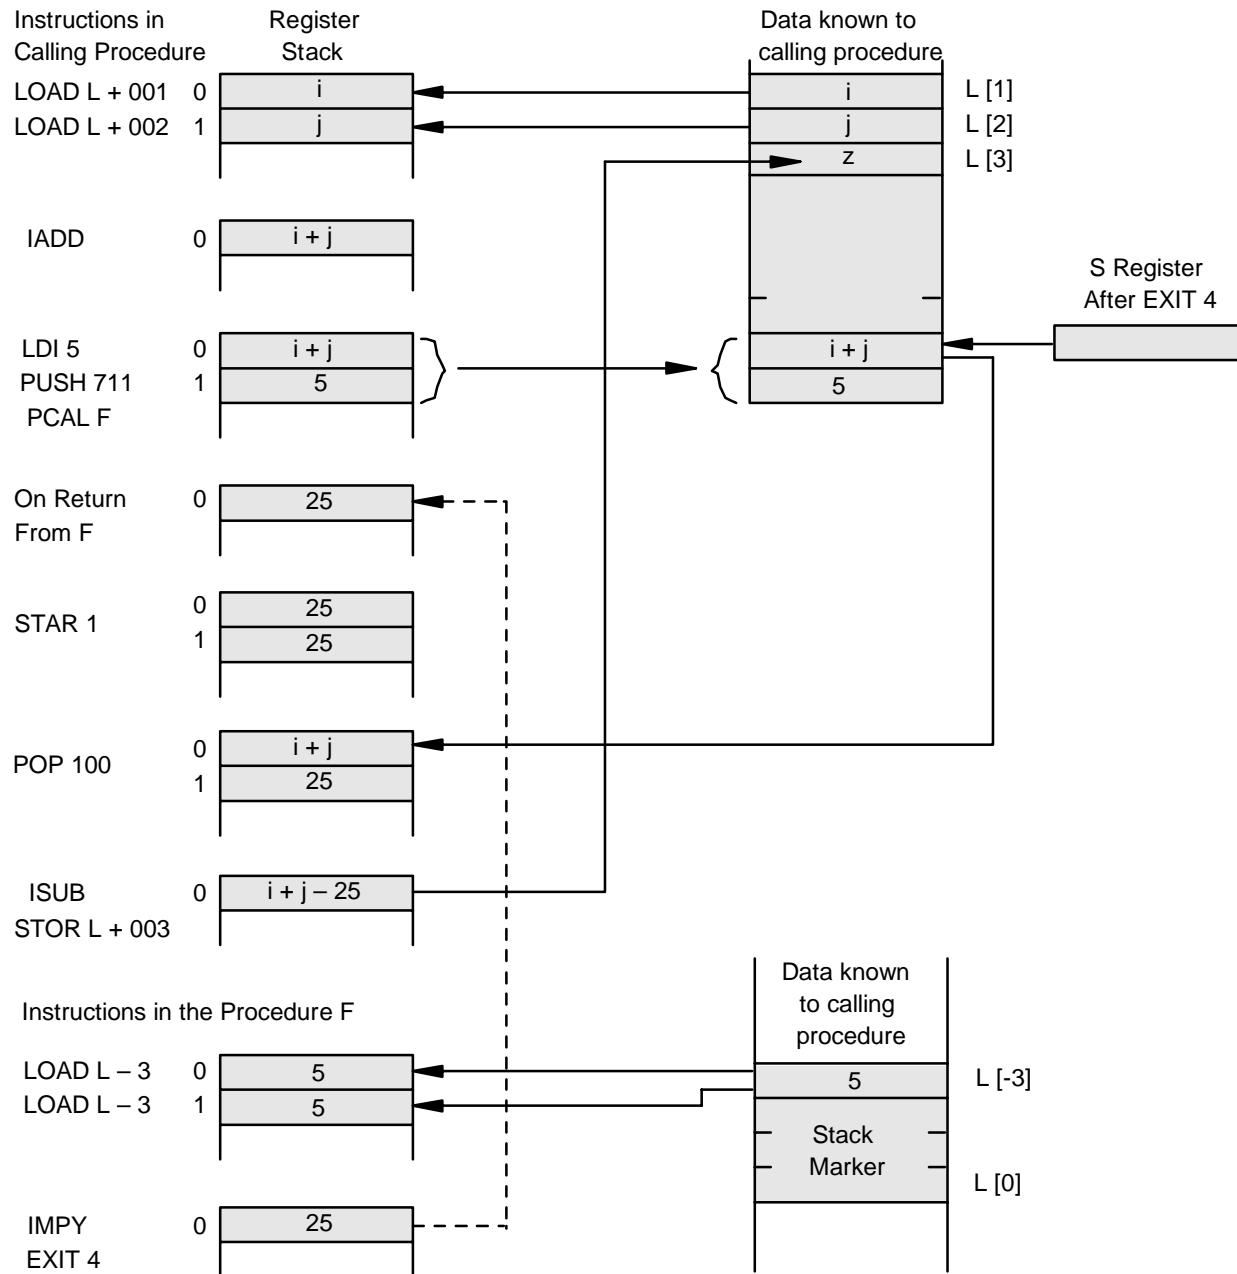 Instructions in
Calling Procedure
Register
Stack
Data known to
calling procedure
LOAD L + 001 0 i
i L [1]
LOAD L + 002 1 j
j L [2]
z L [3]
IADD 0 i + j
S Register
After EXIT 4
LDI 5 0 i + j
i + j
PUSH 711 1 5
5
PCAL F
On Return
From F
0 25
STAR 1
0 25
1 25
POP 100
0 i + j
1 25
ISUB 0 i + j – 25
STOR L + 003
Data known
to calling
procedure
Instructions in the Procedure F
LOAD L – 3 0 5
5 L [-3]
LOAD L – 3 1 5
Stack
Marker
L [0]
IMPY 0 25
EXIT 4